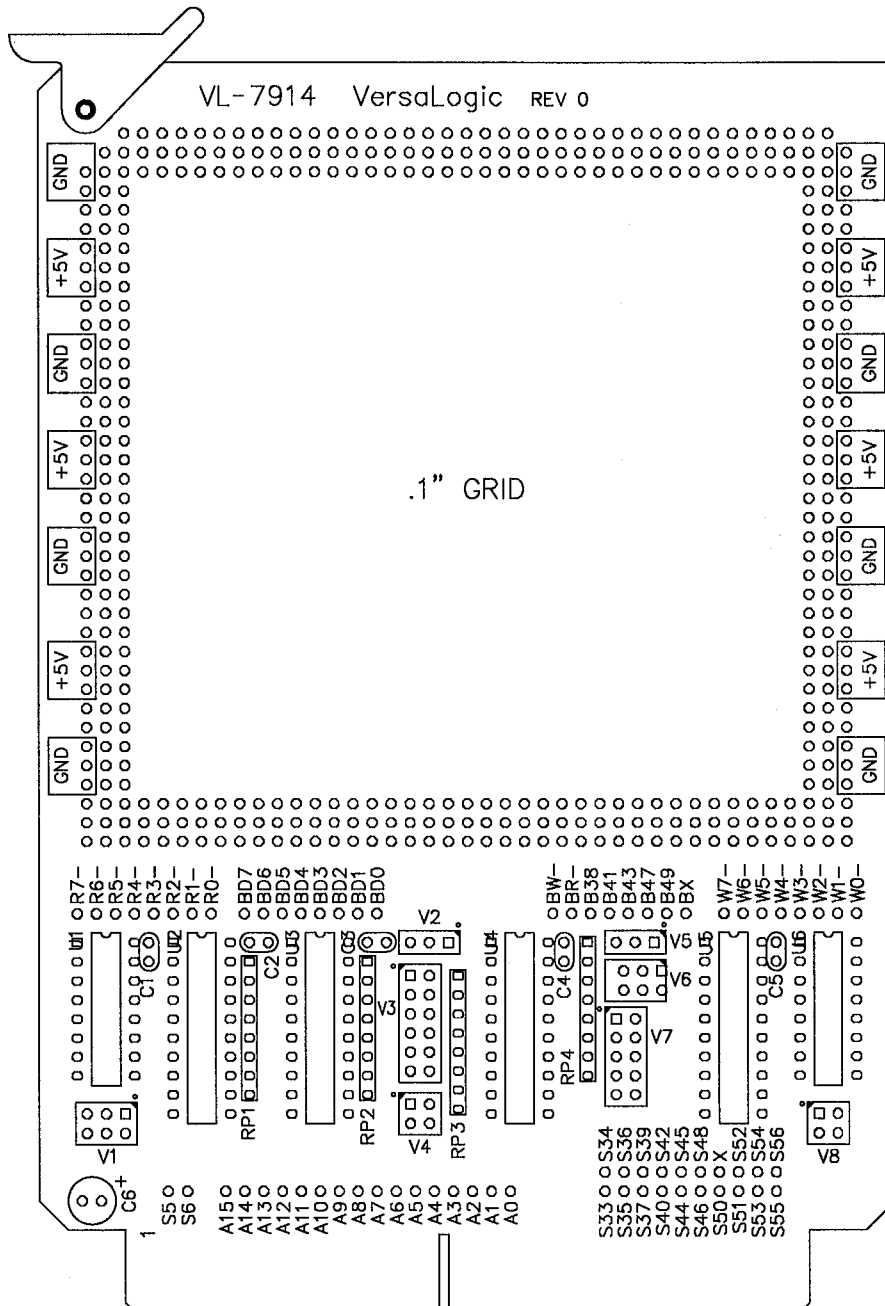 VL-7914 VersaLogic REV 0
GND
GND
+5V
+5V
GND
GND
+5V
+5V
.1" GRID
GND
GND
+5V
+5V
GND
GND
R7-
R6-
R5-
R4-
R3-
R2-
R1-
R0-
BD7
BD6
BD5
BD4
BD3
BD2
BD1
BD0
BW-
BR-
B38
B41
B43
B47
B49
BX
W7-
W6-
W5-
W4-
W3-
W2-
W1-
W0-
U1
C1
U2
C2
U3
C3
V2
U4
C4
V5
U5
C5
U6
V3
V6
V7
RP1
RP2
V4
RP3
RP4
V1
V8
C6 +
1
S5
S6
A15
A14
A13
A12
A11
A10
A9
A8
A7
A6
A5
A4
A3
A2
A1
A0
S33 S34
S35 S36
S37 S39
S40 S42
S44 S45
S46 S48
S50 X
S51 S52
S53 S54
S55 S56